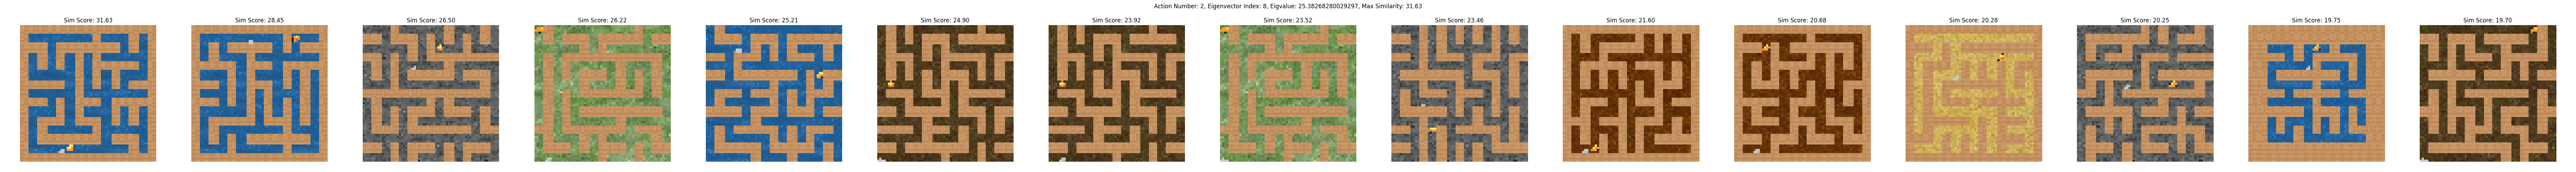 Action Number: 2, Eigenvector Index: 8, Eigvalue: 25.38268280029297, Max Similarity: 31.63
Sim Score: 31.63
Sim Score: 28.45
Sim Score: 26.50
Sim Score: 26.22
Sim Score: 25.21
Sim Score: 24.90
Sim Score: 23.92
Sim Score: 23.52
Sim Score: 23.46
Sim Score: 21.60
Sim Score: 20.68
Sim Score: 20.28
Sim Score: 20.25
Sim Score: 19.75
Sim Score: 19.70